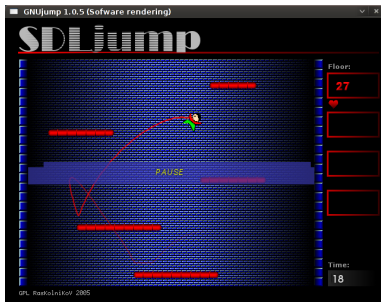 GNUjump 1.0.5 (Sofware rendering)
SDLjump
Floor:
27
PAUSE
Time:
18
GPL RasKolniKoV 2005